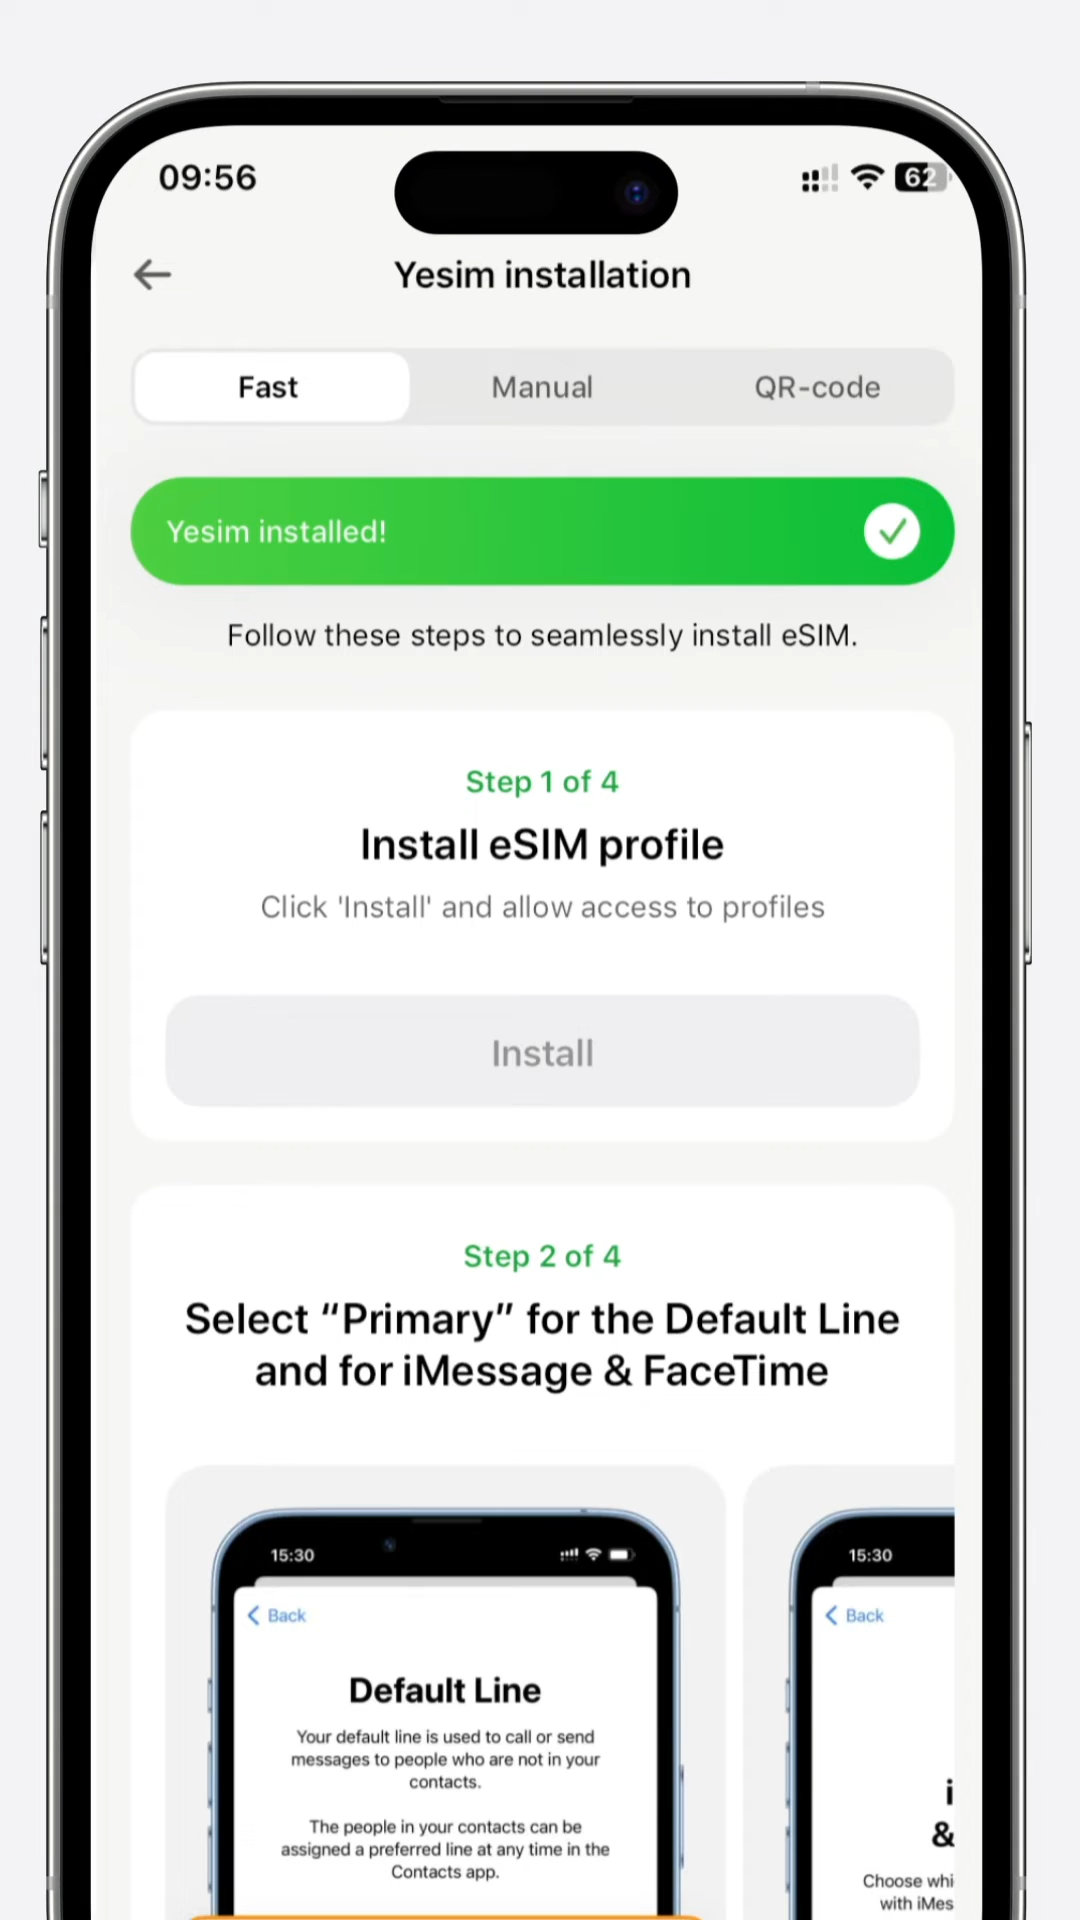 09:56
62
Yesim installation
Fast
Manual
QR-code
Yesim installed!
Follow these steps to seamlessly install eSIM.
Step 1 of 4
Install eSIM profile
Click 'Install' and allow access to profiles
Install
Step 2 of 4
Select “Primary” for the Default Line
and for iMessage & FaceTime
15:30
Back
Default Line
Your default line is used to call or send
messages to people who are not in your
contacts.
The people in your contacts can be
assigned a preferred line at any time in the
Contacts app.
15:30
Back
i
&
Choose whi
with iMes